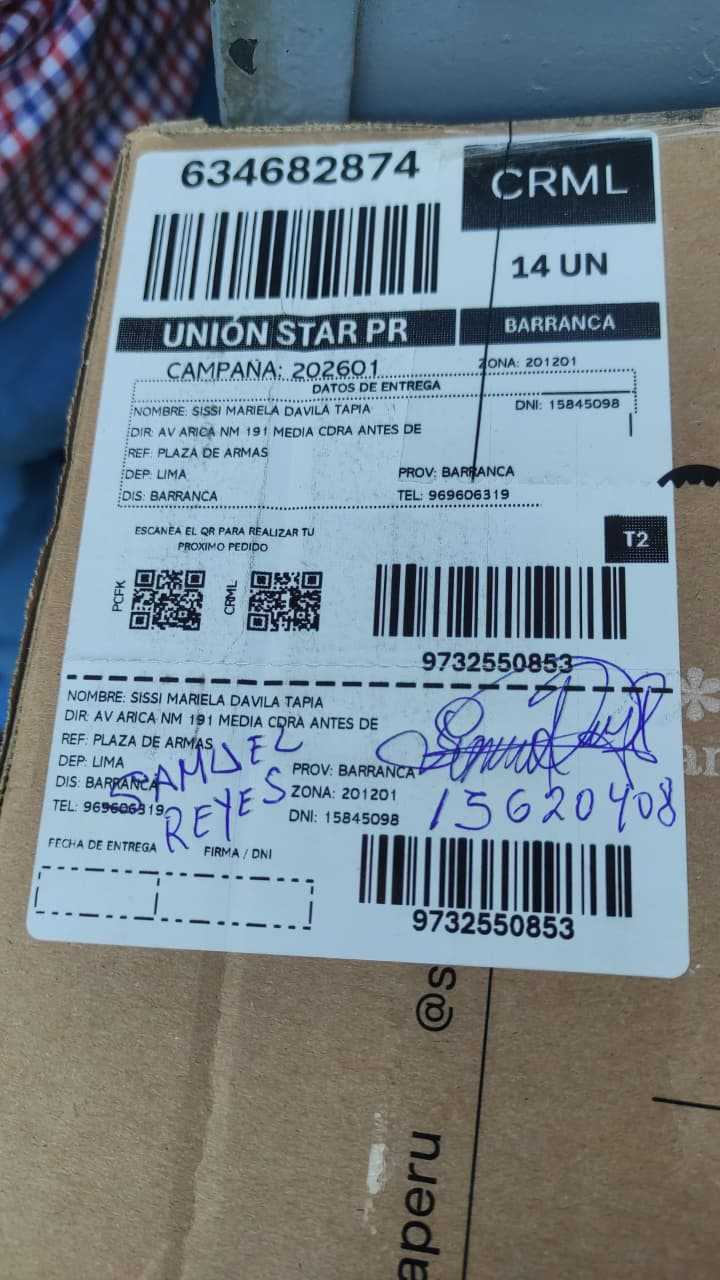 634682874
CRML
14 UN
UNIÓN STAR PR
BARRANCA
CAMPAÑA: 202601
ZONA: 201201
DATOS DE ENTREGA
NOMBRE: SISSI MARIELA DAVILA TAPIA
DNI: 15845098
DIR: AV ARICA NM 191 MEDIA CDRA ANTES DE
REF: PLAZA DE ARMAS
DEP: LIMA
PROV: BARRANCA
DIS: BARRANCA
TEL: 969606319
ESCANEA EL QR PARA REALIZAR TU
PROXIMO PEDIDO
T2
PCFK
CRML
9732550853
NOMBRE: SISSI MARIELA DAVILA TAPIA
DIR: AV ARICA NM 191 MEDIA CDRA ANTES DE
REF: PLAZA DE ARMAS
DEP: LIMA
PROV: BARRANCA
DIS: BARRANCA
ZONA: 201201
TEL: 969606319
DNI: 15845098
SAMUEL
REYES
15620408
FECHA DE ENTREGA
FIRMA / DNI
9732550853